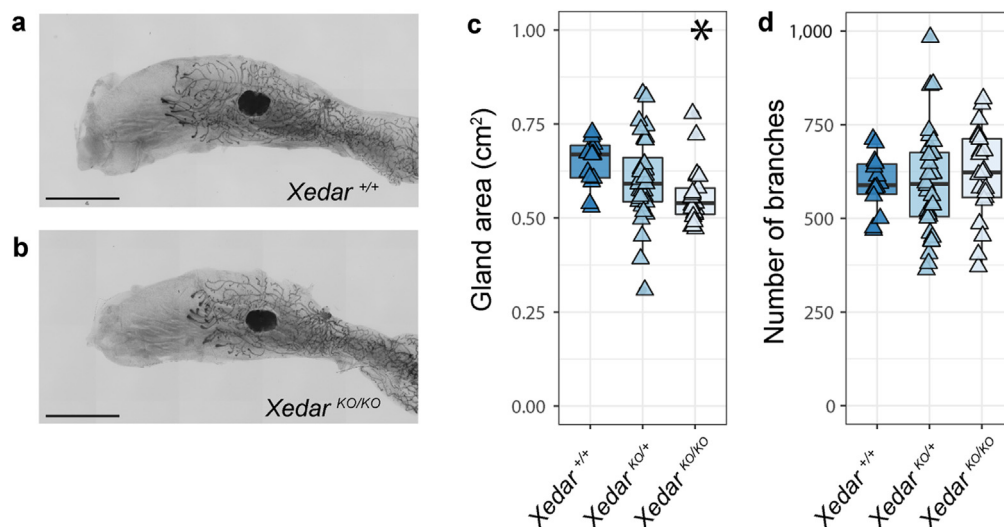 a
Xedar +/+
b
Xedar KO/KO
c
*
Gland area (cm²)
1.00
0.75
0.50
0.25
0.00
Xedar +/+
Xedar KO/+
Xedar KO/KO
d
Number of branches
1,000
750
500
250
0
Xedar +/+
Xedar KO/+
Xedar KO/KO